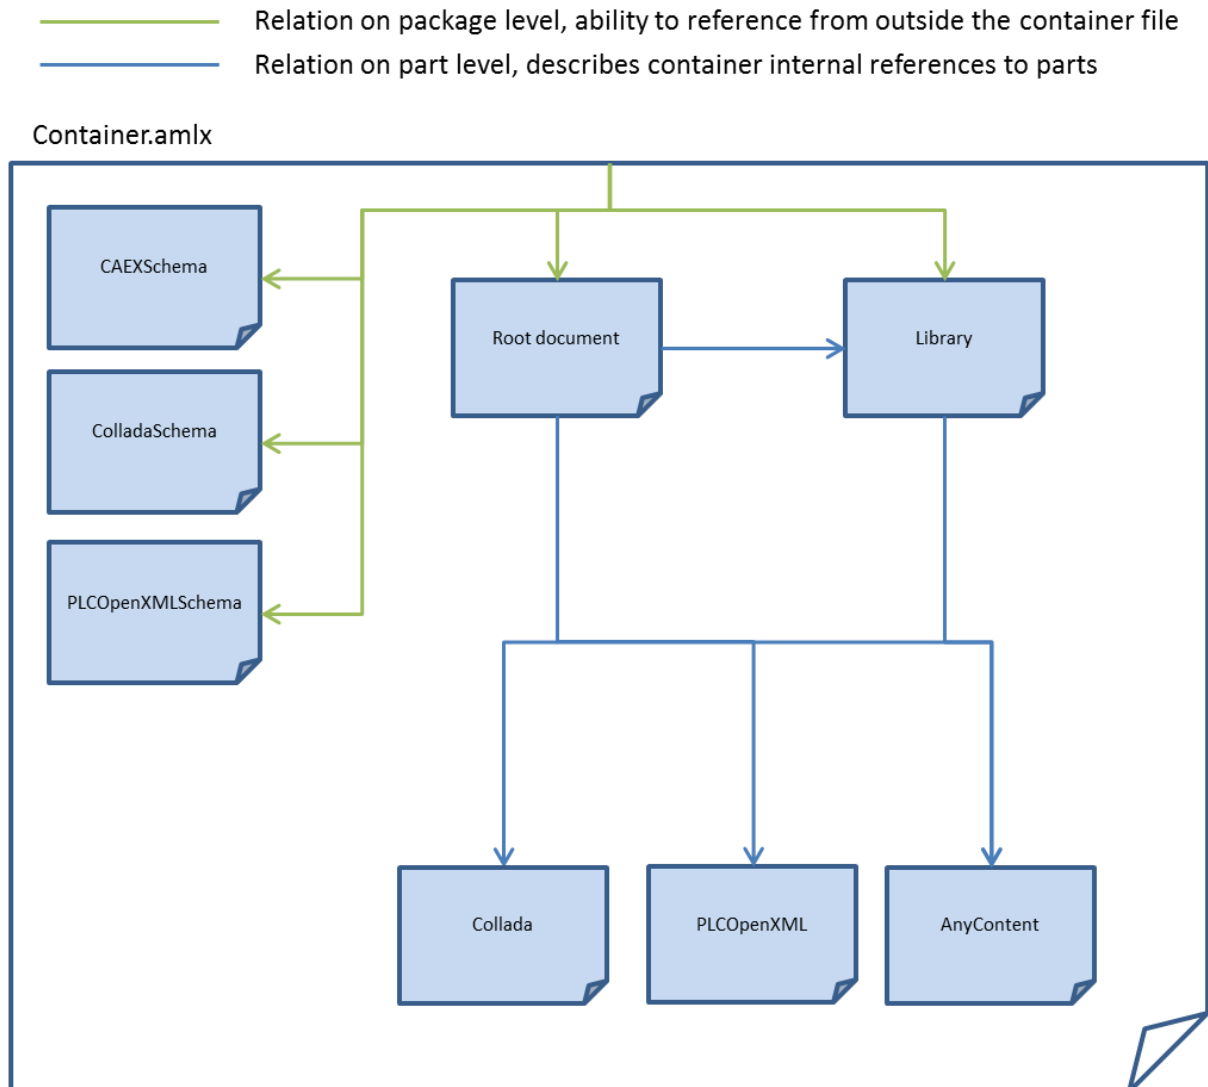 Relation on package level, ability to reference from outside the container file
Relation on part level, describes container internal references to parts
Container.amlx
CAEXSchema
Root document
Library
ColladaSchema
PLCOpenXMLSchema
Collada
PLCOpenXML
AnyContent